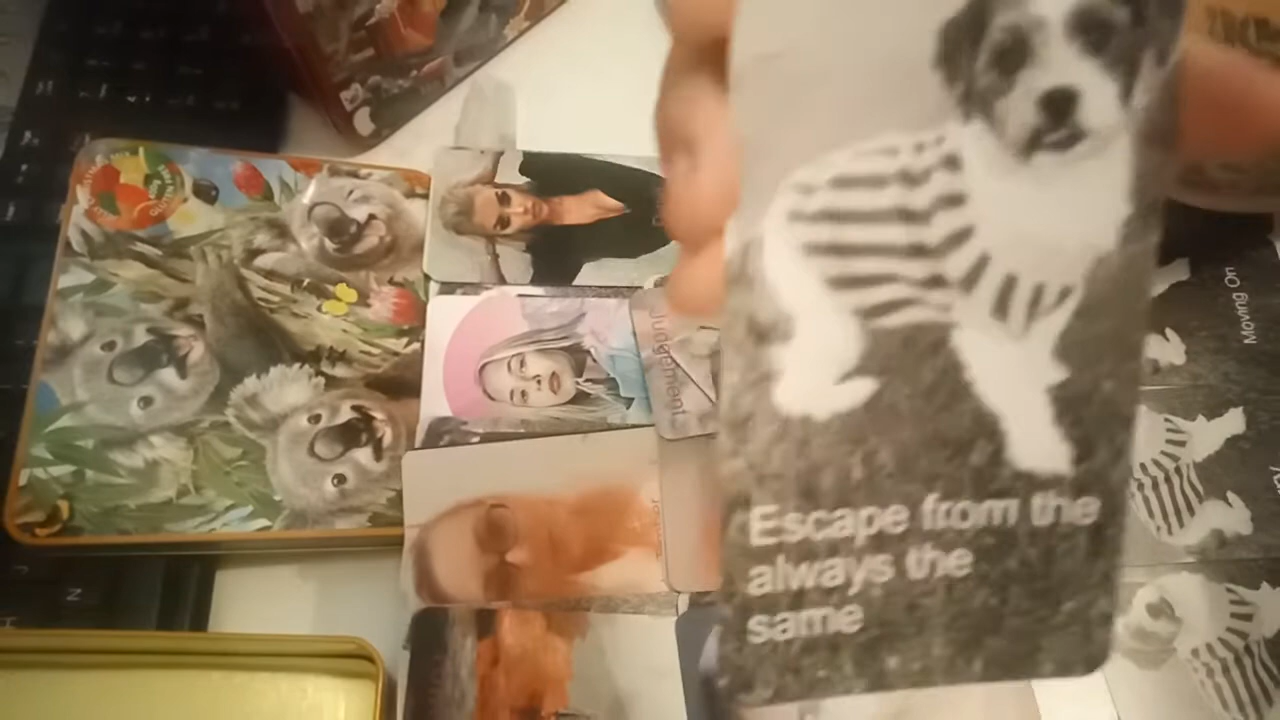 Escape from the
always the
same
Judgement
Moving On